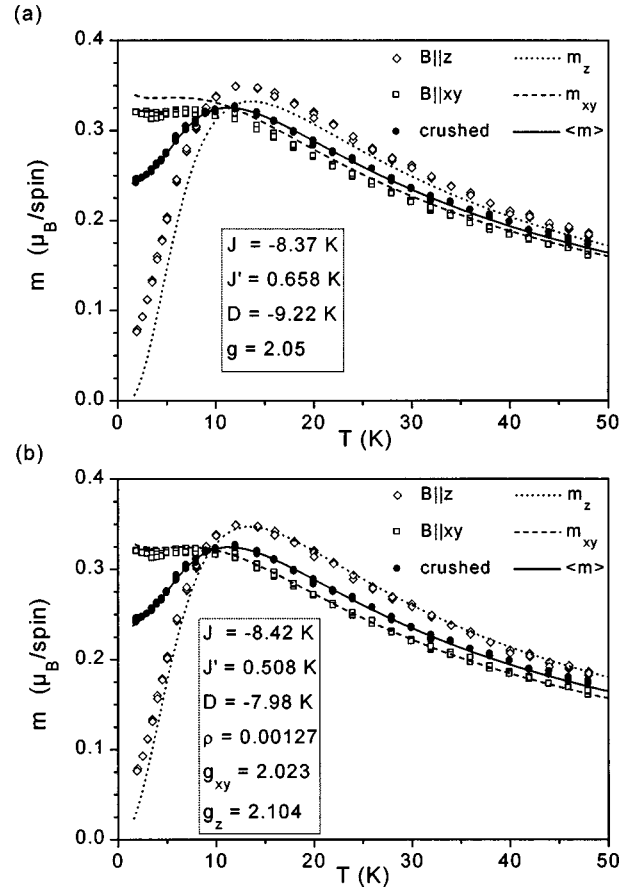 (a)
0.4
0.3
0.2
0.1
0.0
m (μB/spin)
B||z
B||xy
crushed
mz
mxy
<m>
J = -8.37 K
J' = 0.658 K
D = -9.22 K
g = 2.05
0 10 20 30 40 50
T (K)
(b)
0.4
0.3
0.2
0.1
0.0
m (μB/spin)
B||z
B||xy
crushed
mz
mxy
<m>
J = -8.42 K
J' = 0.508 K
D = -7.98 K
ρ = 0.00127
gxy = 2.023
gz = 2.104
0 10 20 30 40 50
T (K)